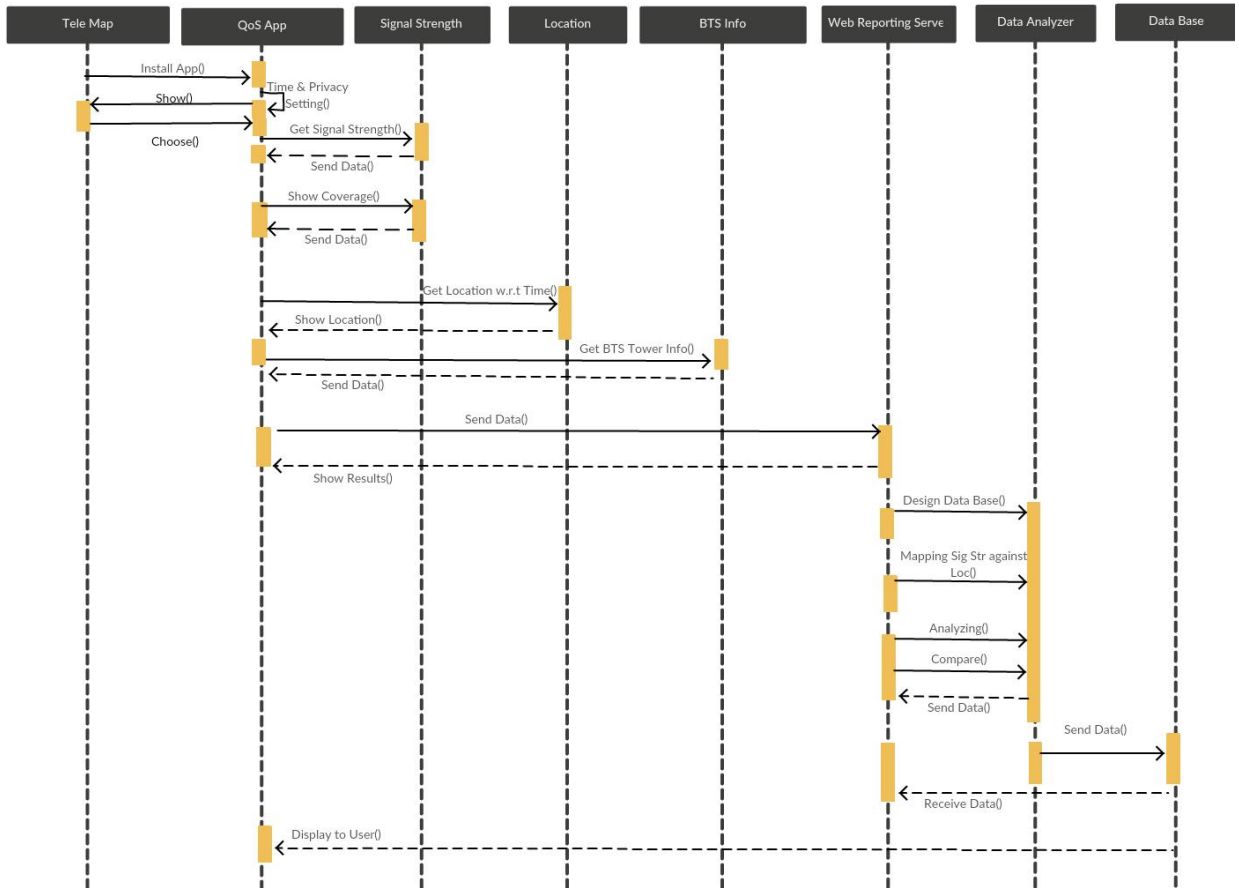 Tele Map
QoS App
Signal Strength
Location
BTS Info
Web Reporting Serve
Data Analyzer
Data Base
Install App()
Time & Privacy
Setting()
Show()
Choose()
Get Signal Strength()
Send Data()
Show Coverage()
Send Data()
Get Location w.r.t Time()
Show Location()
Get BTS Tower Info()
Send Data()
Send Data()
Show Results()
Design Data Base()
Mapping Sig Str against
Loc()
Analyzing()
Compare()
Send Data()
Send Data()
Receive Data()
Display to User()